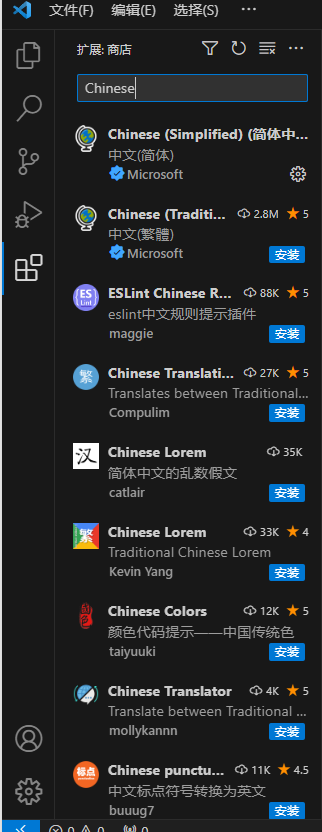 文件(F) 编辑(E) 选择(S) ···
扩展: 商店
Chinese
Chinese (Simplified) (简体中...
中文(简体)
Microsoft
Chinese (Traditi... 2.8M ★ 5
中文(繁體)
Microsoft 安装
ES Lint
ESLint Chinese R... 88K ★ 5
eslint中文规则提示插件
maggie 安装
繁
Chinese Translati... 27K ★ 5
Translates between Traditional...
Compulim 安装
汉
Chinese Lorem 35K
简体中文的乱数假文
catlair 安装
繁
Chinese Lorem 33K ★ 4
Traditional Chinese Lorem
Kevin Yang 安装
Chinese Colors 12K ★ 5
颜色代码提示——中国传统色
taiyuuki 安装
Chinese Translator 4K ★ 5
Translate between Traditional ...
mollykannn 安装
标点
Chinese punctu... 11K ★ 4.5
中文标点符号转换为英文
buuug7 安装
0 0 0